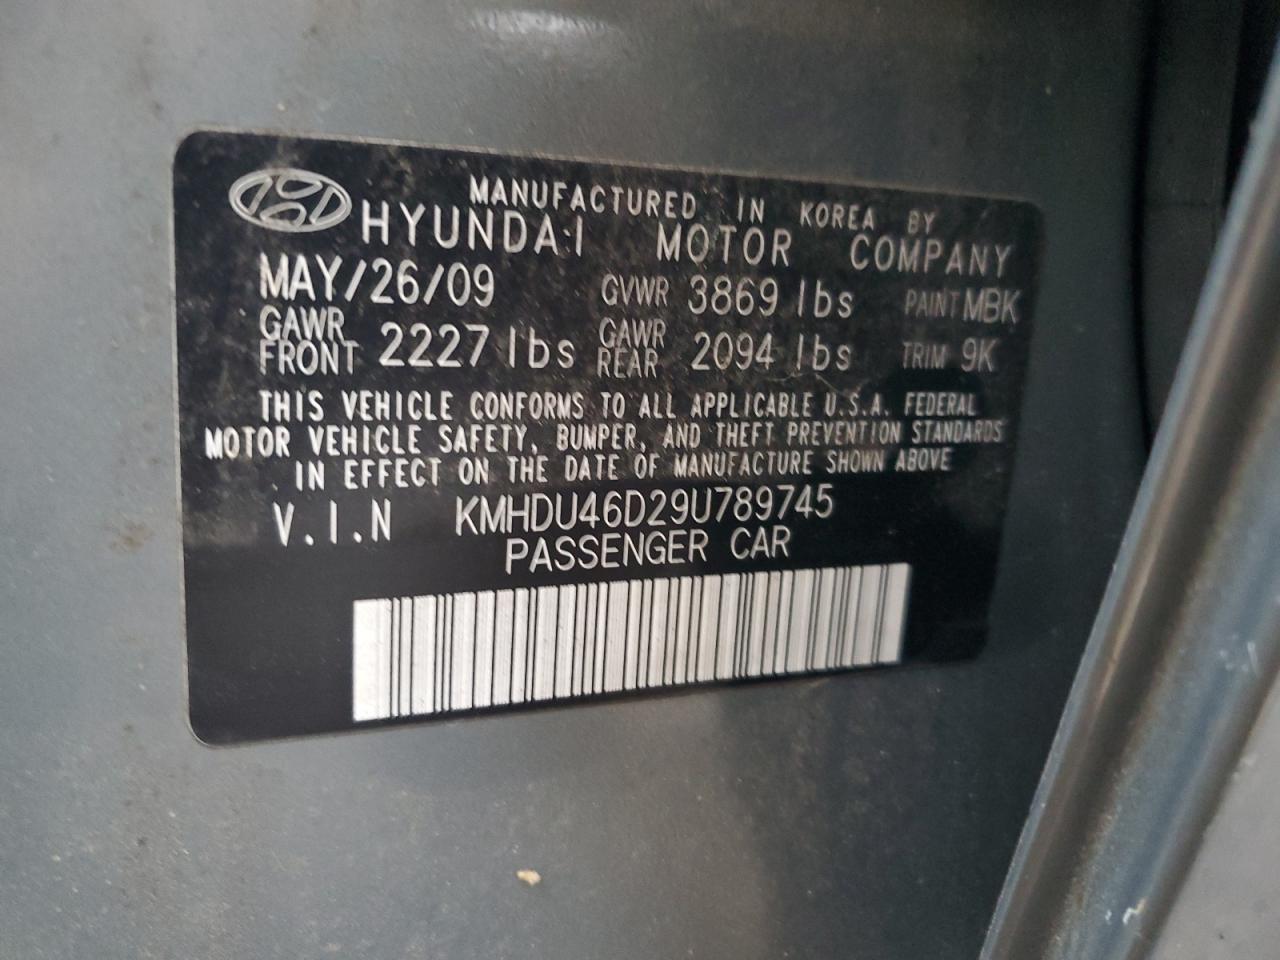 MANUFACTURED IN KOREA BY
HYUNDAI MOTOR COMPANY
MAY/26/09 GVWR 3869 lbs PAINT MBK
GAWR FRONT 2227 lbs GAWR REAR 2094 lbs TRIM 9K
THIS VEHICLE CONFORMS TO ALL APPLICABLE U.S.A. FEDERAL
MOTOR VEHICLE SAFETY, BUMPER, AND THEFT PREVENTION STANDARDS
IN EFFECT ON THE DATE OF MANUFACTURE SHOWN ABOVE
V.I.N KMHDU46D29U789745
PASSENGER CAR